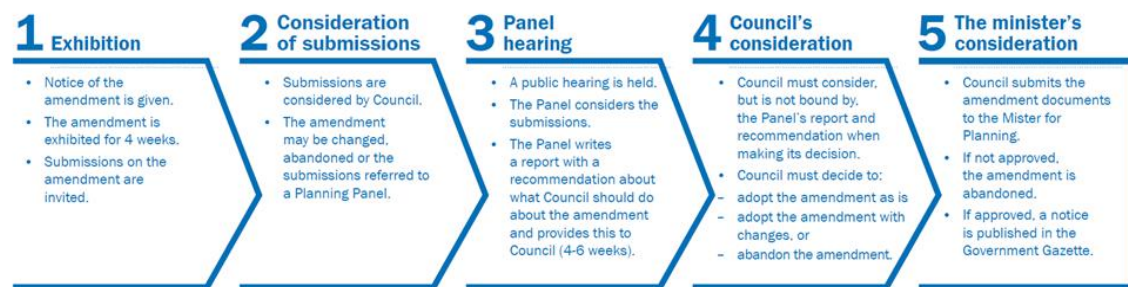 1 Exhibition
• Notice of the
amendment is given.
• The amendment is
exhibited for 4 weeks.
• Submissions on the
amendment are
invited.
2 Consideration
of submissions
• Submissions are
considered by Council.
• The amendment
may be changed,
abandoned or the
submissions referred to
a Planning Panel.
3 Panel
hearing
• A public hearing is held.
• The Panel considers the
submissions.
• The Panel writes
a report with a
recommendation about
what Council should do
about the amendment
and provides this to
Council (4-6 weeks).
4 Council's
consideration
• Council must consider,
but is not bound by,
the Panel's report and
recommendation when
making its decision.
• Council must decide to:
– adopt the amendment as is
– adopt the amendment with
changes, or
– abandon the amendment.
5 The minister's
consideration
• Council submits the
amendment documents
to the Mister for
Planning.
• If not approved,
the amendment is
abandoned.
• If approved, a notice
is published in the
Government Gazette.